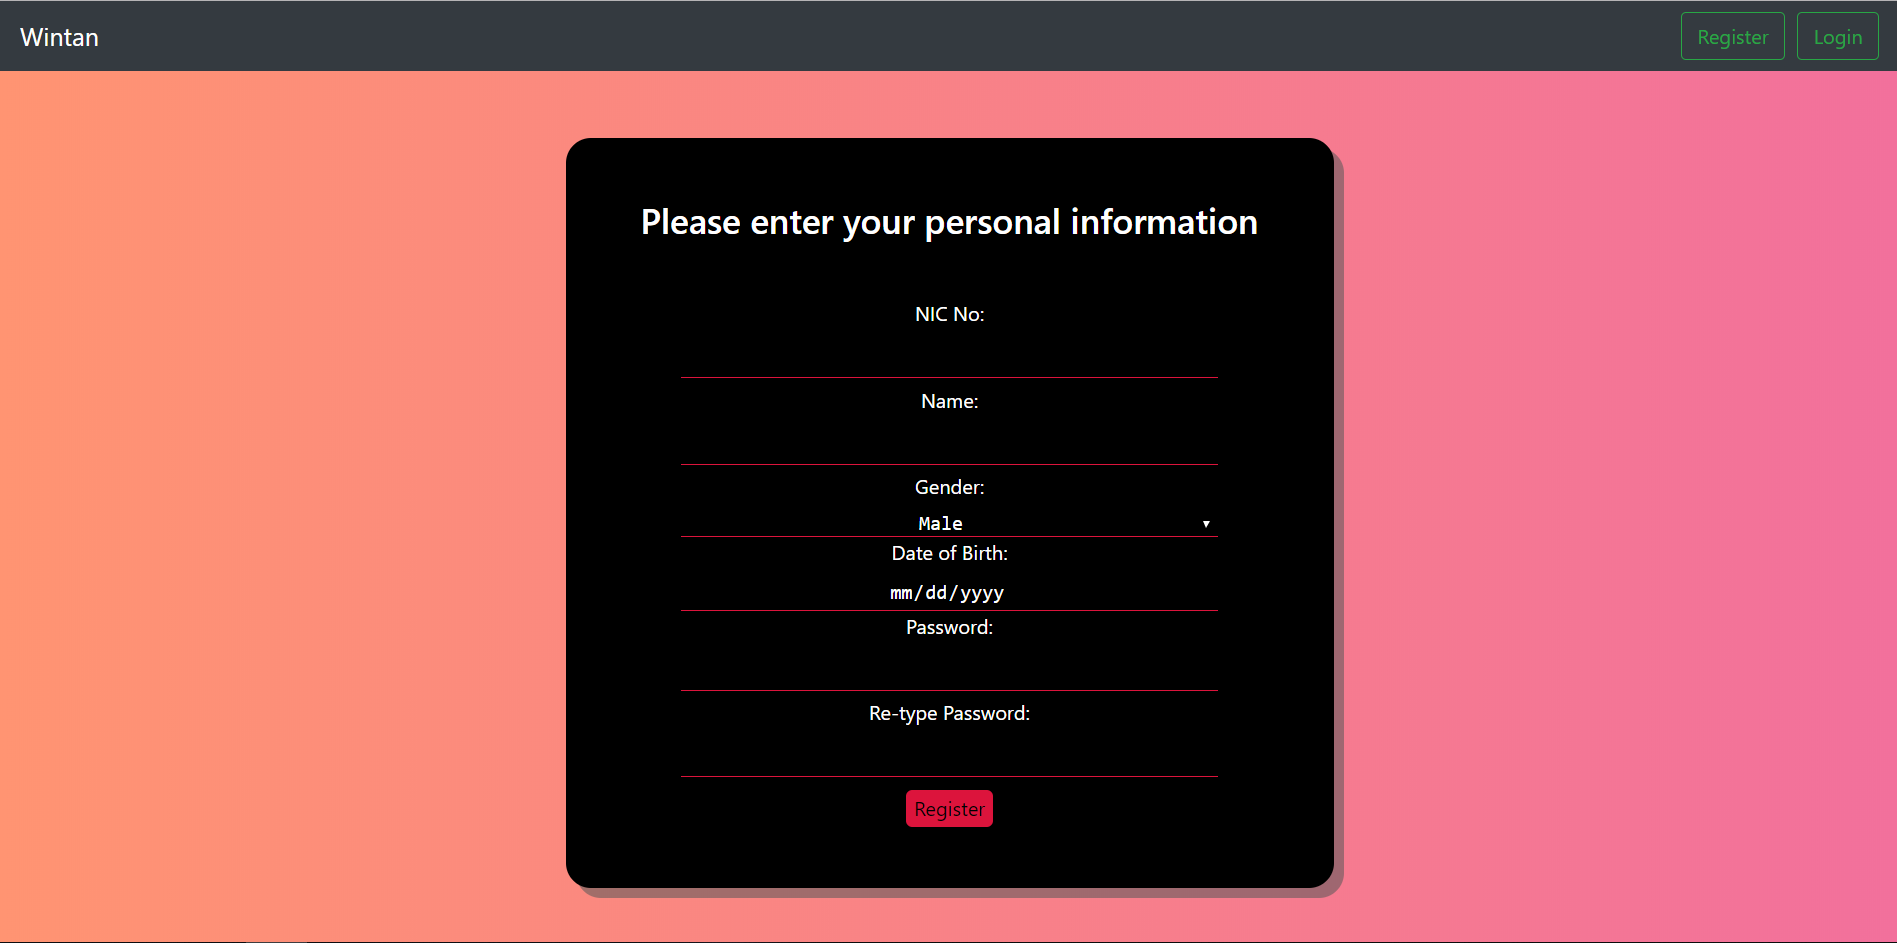 Wintan
Register
Login
Please enter your personal information
NIC No:
Name:
Gender:
Male
Date of Birth:
mm/dd/yyyy
Password:
Re-type Password:
Register